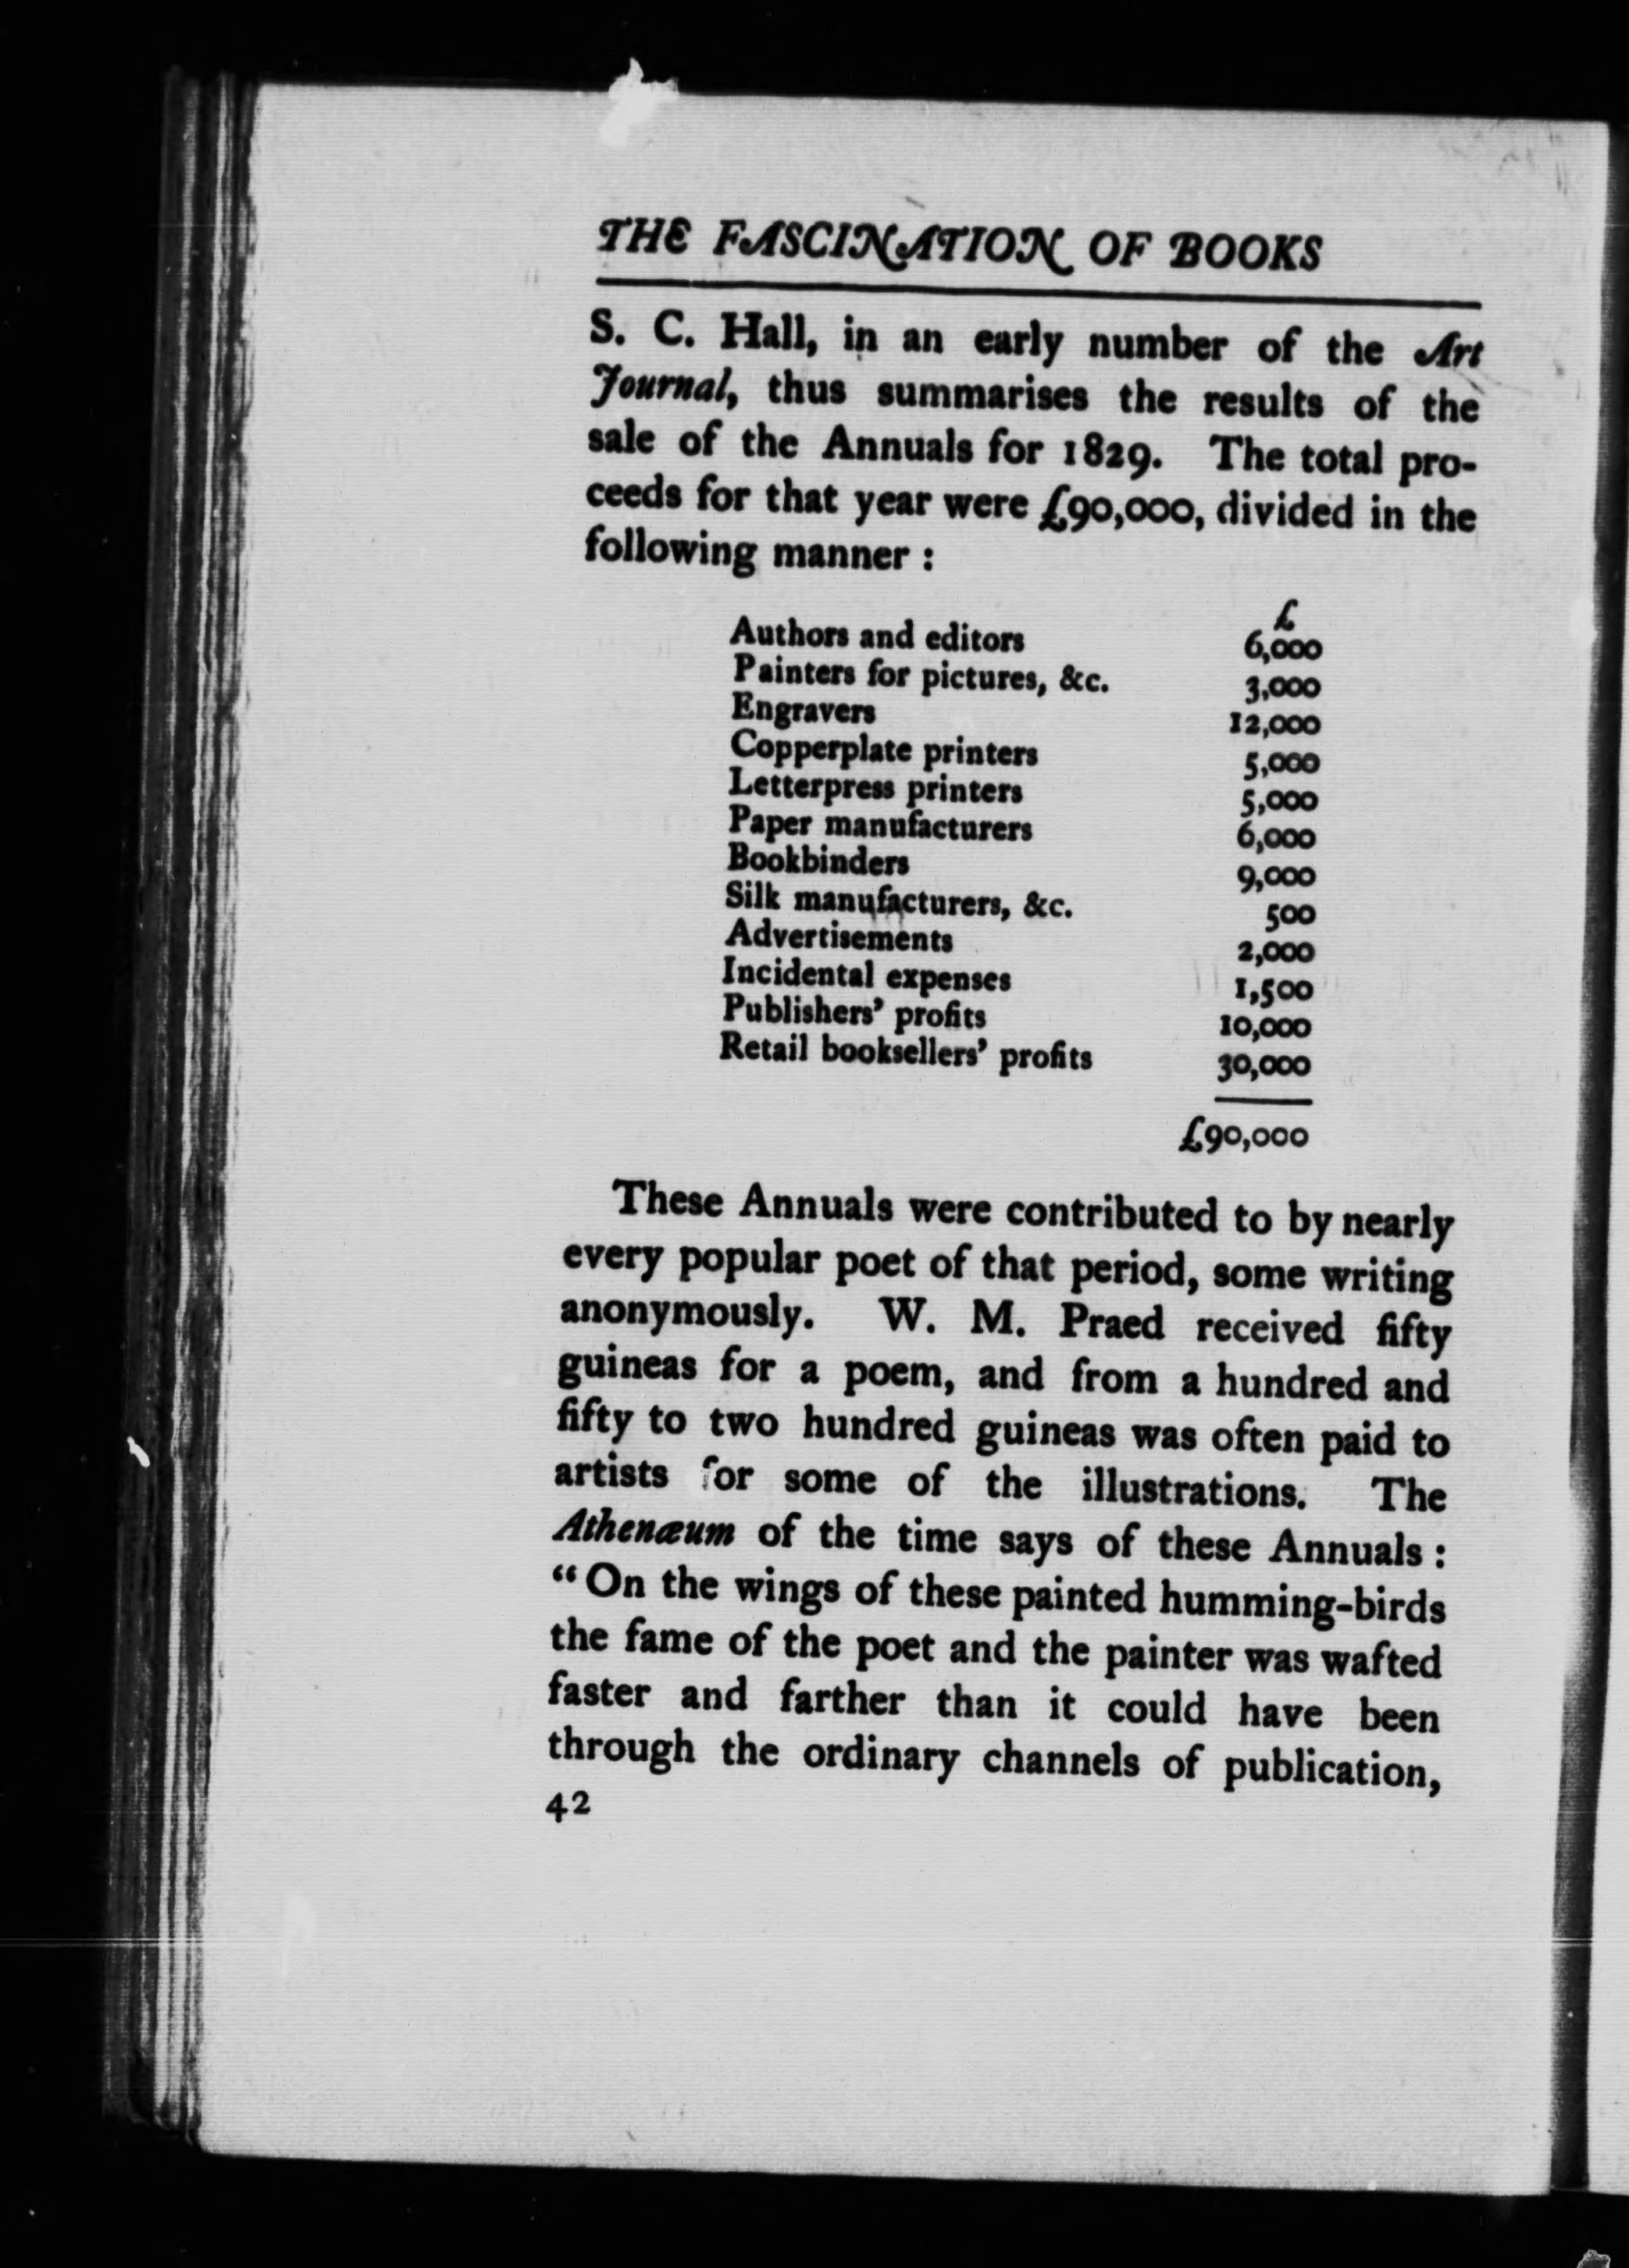 THE FASCINATION OF BOOKS
S. C. Hall, in an early number of the Art
Journal, thus summarises the results of the
sale of the Annuals for 1829. The total pro-
ceeds for that year were £90,000, divided in the
following manner :
£
Authors and editors 6,000
Painters for pictures, &c. 3,000
Engravers 12,000
Copperplate printers 5,000
Letterpress printers 5,000
Paper manufacturers 6,000
Bookbinders 9,000
Silk manufacturers, &c. 500
Advertisements 2,000
Incidental expenses 1,500
Publishers' profits 10,000
Retail booksellers' profits 30,000
£90,000
These Annuals were contributed to by nearly
every popular poet of that period, some writing
anonymously. W. M. Praed received fifty
guineas for a poem, and from a hundred and
fifty to two hundred guineas was often paid to
artists for some of the illustrations. The
Athenæum of the time says of these Annuals :
“On the wings of these painted humming-birds
the fame of the poet and the painter was wafted
faster and farther than it could have been
through the ordinary channels of publication,
42